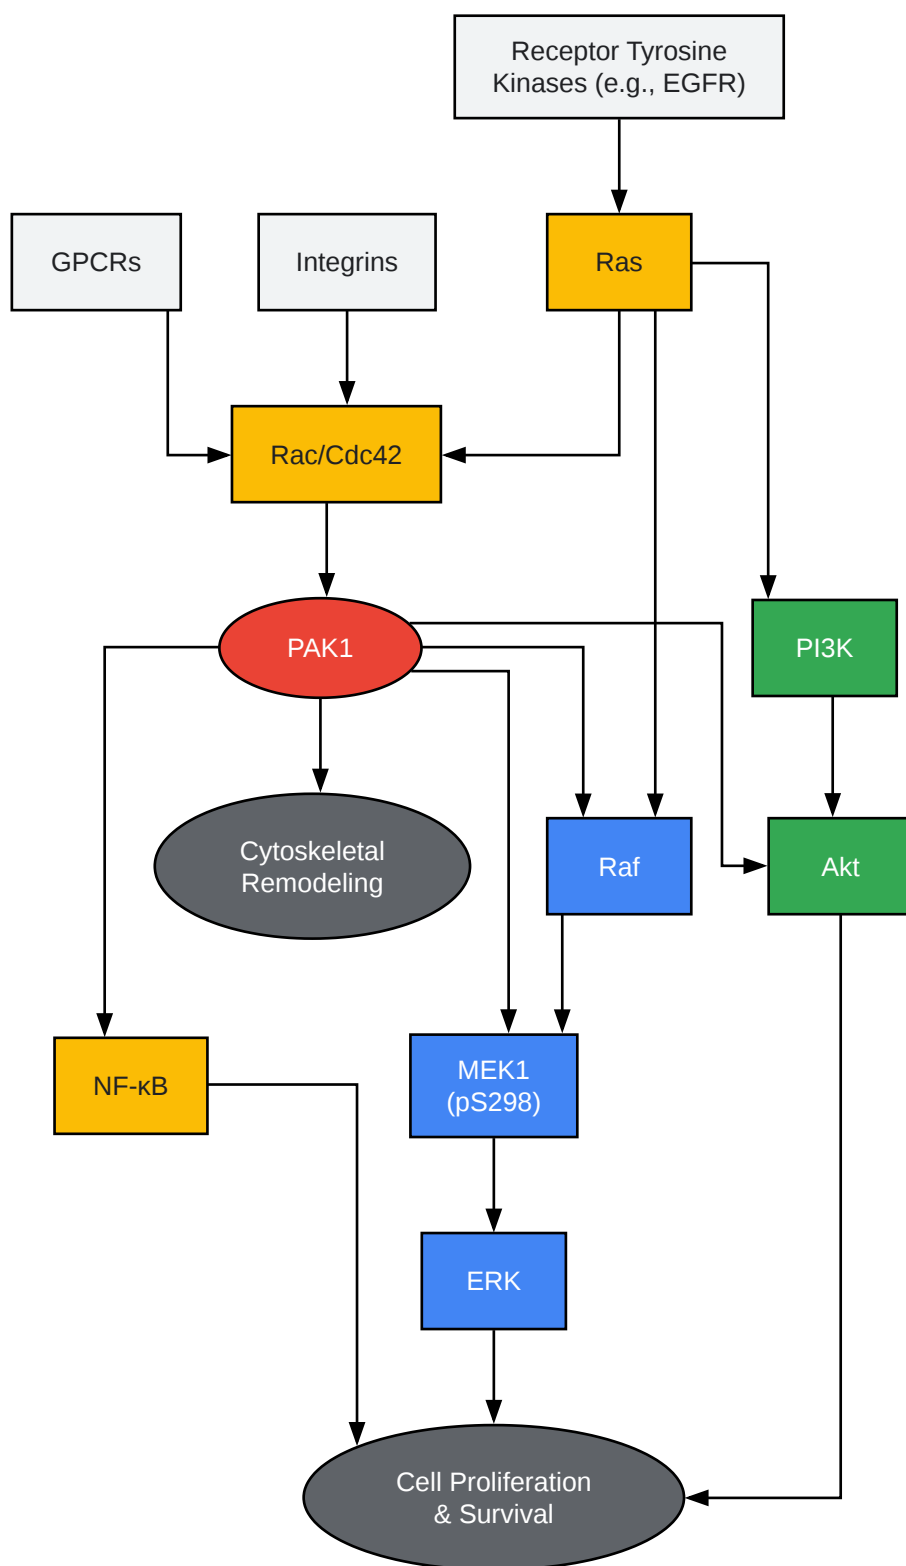 Receptor Tyrosine
Kinases (e.g., EGFR)
GPCRs
Integrins
Ras
Rac/Cdc42
PAK1
PI3K
Cytoskeletal
Remodeling
Raf
Akt
NF-κB
MEK1
(pS298)
ERK
Cell Proliferation
& Survival